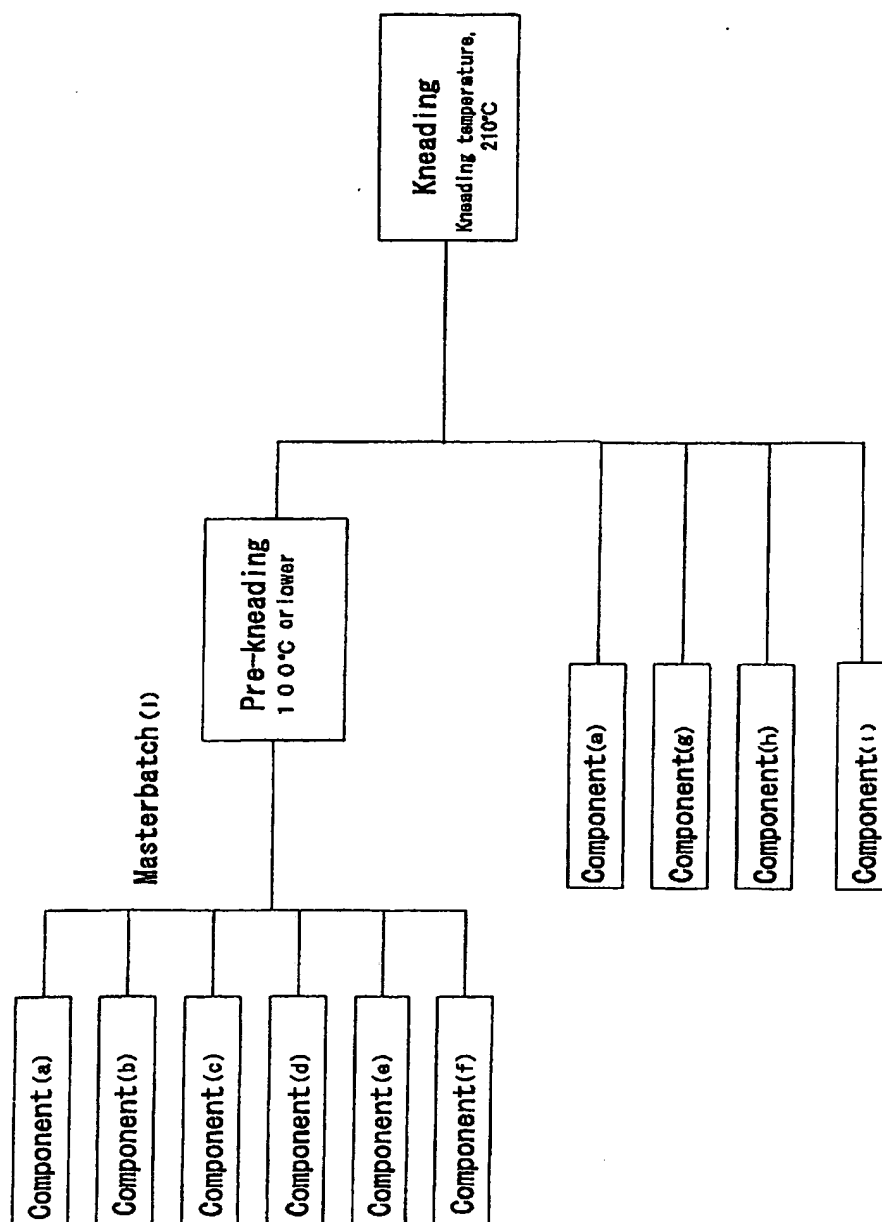 Component(a)
Component(b)
Component(c)
Component(d)
Component(e)
Component(f)
Masterbatch(I)
Pre-kneading
100°C or lower
Component(a)
Component(g)
Component(h)
Component(i)
Kneading
Kneading temperature,
210°C